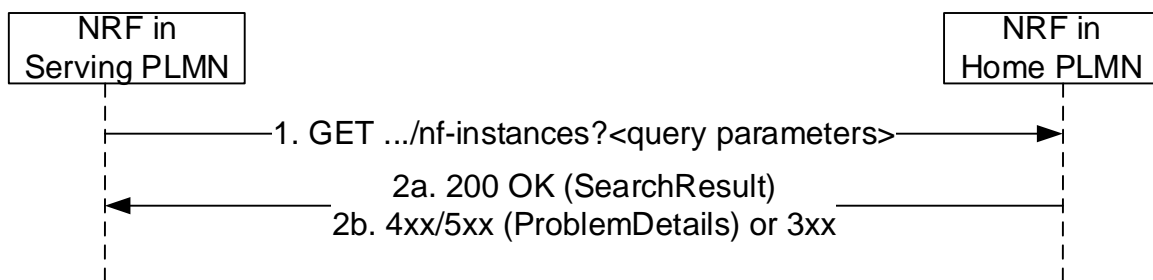 NRF in
Serving PLMN
NRF in
Home PLMN
1. GET .../nf-instances?<query parameters>
2a. 200 OK (SearchResult)
2b. 4xx/5xx (ProblemDetails) or 3xx